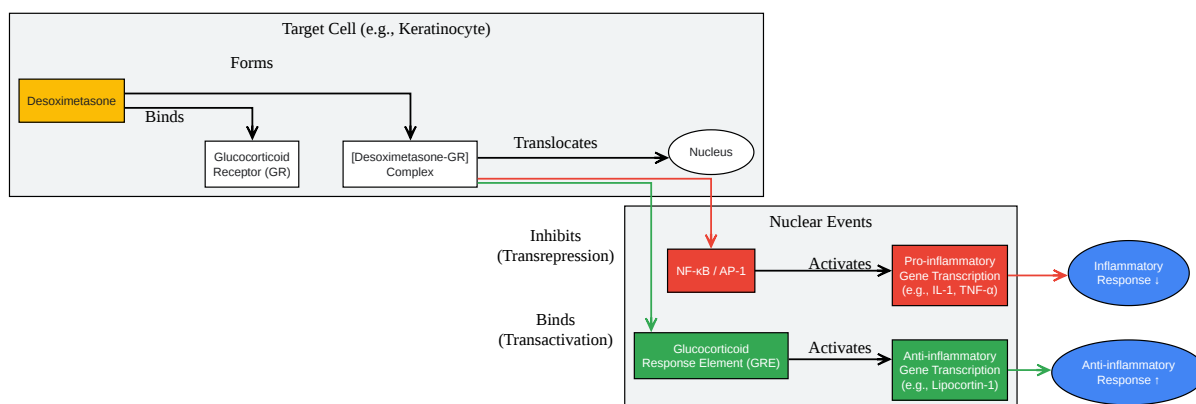 Target Cell (e.g., Keratinocyte)
Forms
Desoximetasone
Binds
Glucocorticoid
Receptor (GR)
[Desoximetasone-GR]
Complex
Translocates
Nucleus
Nuclear Events
Inhibits
(Transrepression)
NF-κB / AP-1
Activates
Pro-inflammatory
Gene Transcription
(e.g., IL-1, TNF-α)
Inflammatory
Response ↓
Binds
(Transactivation)
Glucocorticoid
Response Element (GRE)
Activates
Anti-inflammatory
Gene Transcription
(e.g., Lipocortin-1)
Anti-inflammatory
Response ↑